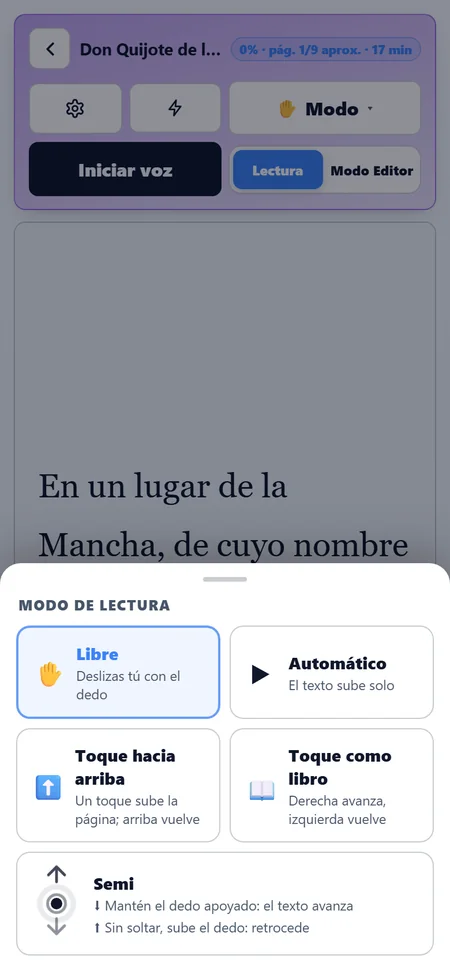 Don Quijote de l...
0% · pág. 1/9 aprox. · 17 min
Modo
Iniciar voz
Lectura
Modo Editor
En un lugar de la
Mancha, de cuyo nombre
MODO DE LECTURA
Libre
Deslizas tú con el
dedo
Automático
El texto sube solo
Toque hacia
arriba
Un toque sube la
página; arriba vuelve
Toque como
libro
Derecha avanza,
izquierda vuelve
Semi
⬇ Mantén el dedo apoyado: el texto avanza
⬆ Sin soltar, sube el dedo: retrocede